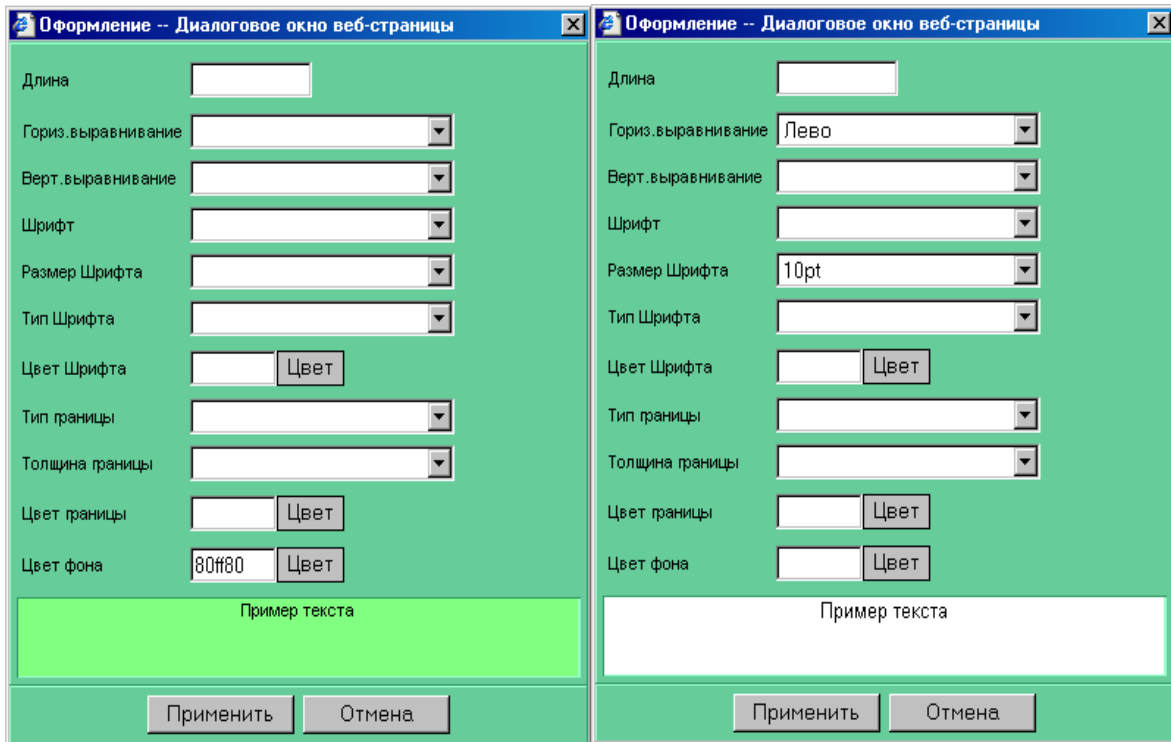 Оформление -- Диалоговое окно веб-страницы
Длина
Гориз.выравнивание
Верт.выравнивание
Шрифт
Размер Шрифта
Тип Шрифта
Цвет Шрифта Цвет
Тип границы
Толщина границы
Цвет границы Цвет
Цвет фона 80ff80 Цвет
Пример текста
Применить Отмена
Оформление -- Диалоговое окно веб-страницы
Длина
Гориз.выравнивание Лево
Верт.выравнивание
Шрифт
Размер Шрифта 10pt
Тип Шрифта
Цвет Шрифта Цвет
Тип границы
Толщина границы
Цвет границы Цвет
Цвет фона Цвет
Пример текста
Применить Отмена